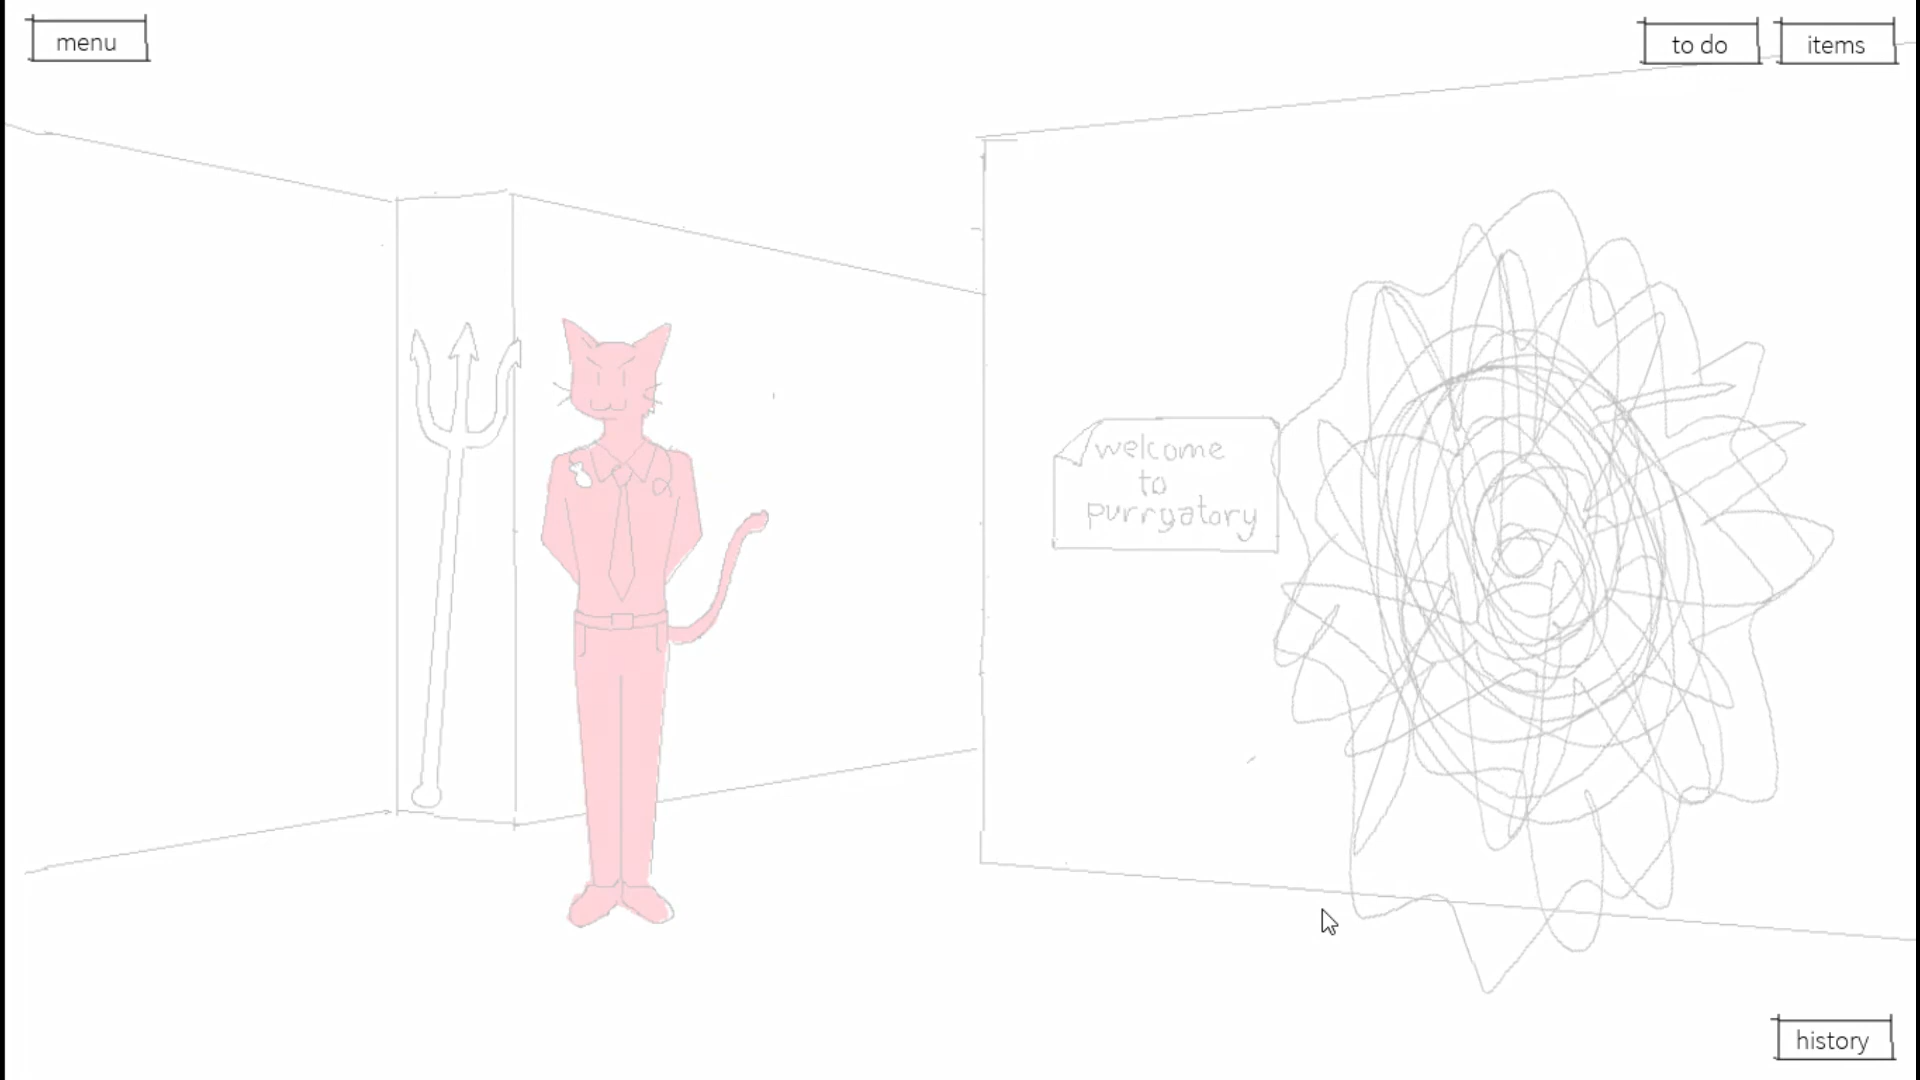 menu
to do
items
welcome
to
purrgatory
history